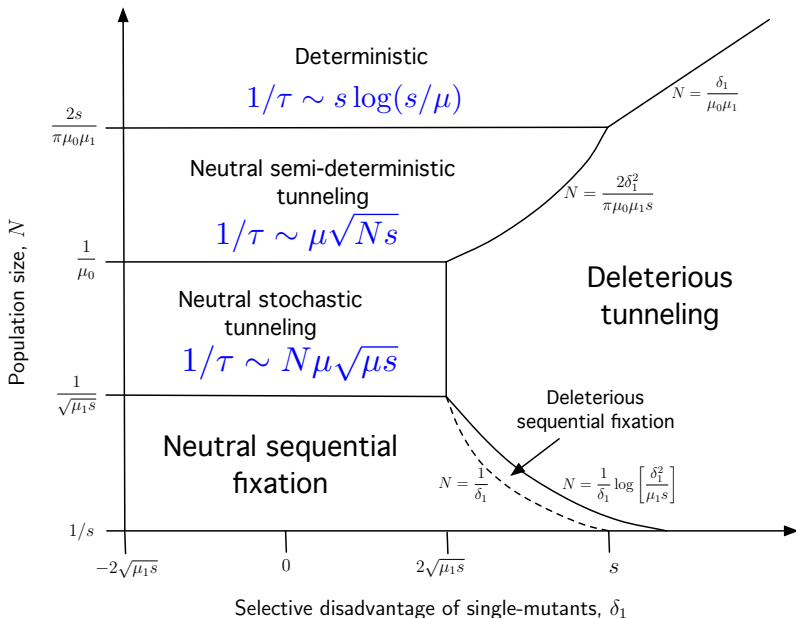 Deterministic
1/τ ∼ s log(s/μ)
N = δ₁/(μ₀μ₁)
2s/(πμ₀μ₁)
Neutral semi-deterministic
tunneling
1/τ ∼ μ√(Ns)
N = 2δ₁²/(πμ₀μ₁s)
Population size, N
1/μ₀
Deleterious
tunneling
Neutral stochastic
tunneling
1/τ ∼ Nμ√(μs)
1/√(μ₁s)
Deleterious
sequential fixation
Neutral sequential
fixation
N = 1/δ₁
N = 1/δ₁ log[δ₁²/(μ₁s)]
1/s
−2√(μ₁s)
0
2√(μ₁s)
s
Selective disadvantage of single-mutants, δ₁